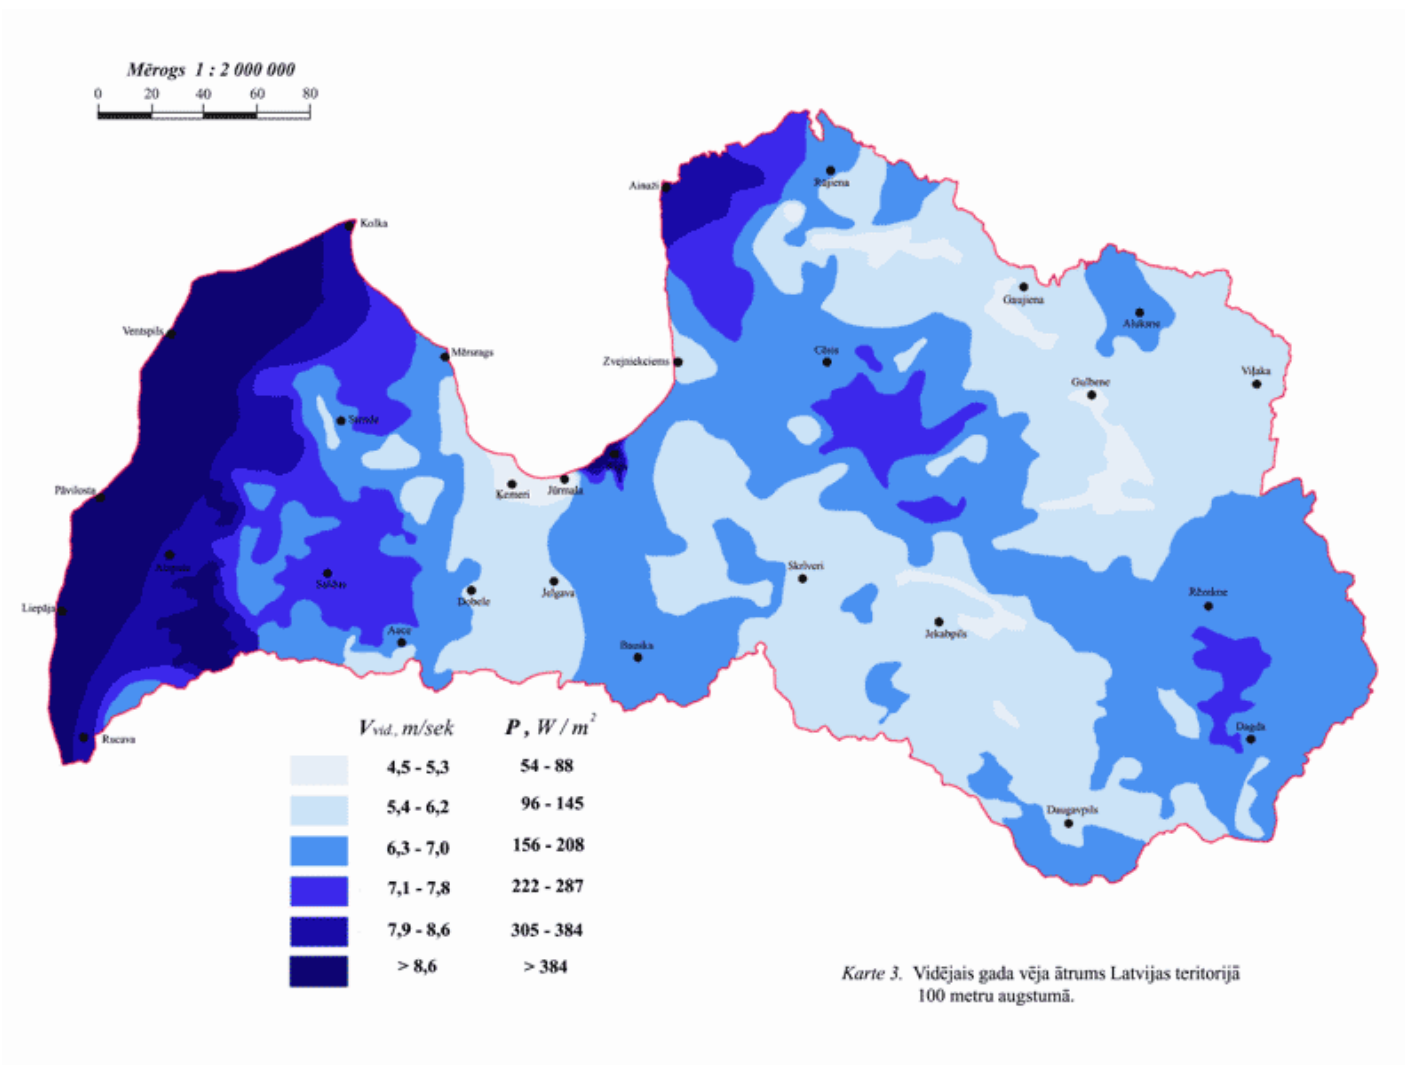 Mērogs 1 : 2 000 000
0 20 40 60 80
Ainaži
Rūjiena
Kolka
Gaujiena
Alūksne
Ventspils
Mērsrags
Zvejniekciems
Cēsis
Gulbene
Viļaka
Stende
Pāvilosta
Ķemeri
Jūrmala
Skrīveri
Saldus
Dobele
Jelgava
Rēzekne
Liepāja
Auce
Jēkabpils
Bauska
Rucava
Dagda
Daugavpils
Vvid., m/sek P , W / m2
4,5 - 5,3 54 - 88
5,4 - 6,2 96 - 145
6,3 - 7,0 156 - 208
7,1 - 7,8 222 - 287
7,9 - 8,6 305 - 384
> 8,6 > 384
Karte 3. Vidējais gada vēja ātrums Latvijas teritorijā
100 metru augstumā.